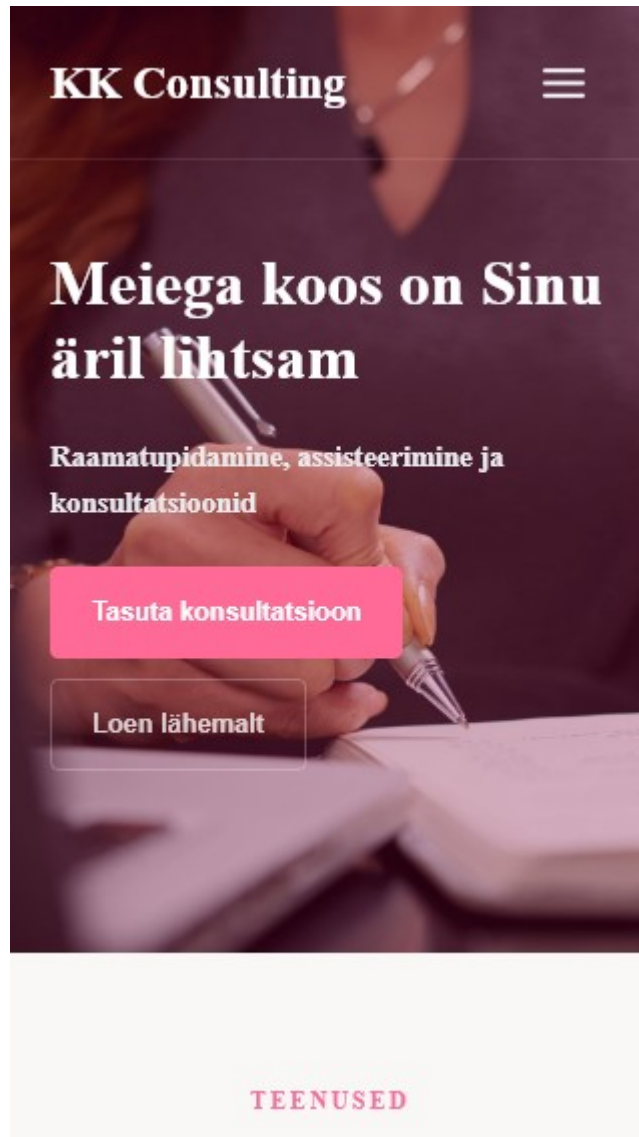 KK Consulting
Meiega koos on Sinu
äril lihtsam
Raamatupidamine, assisteerimine ja
konsultatsioonid
Tasuta konsultatsioon
Loen lähemalt
TEENUSED